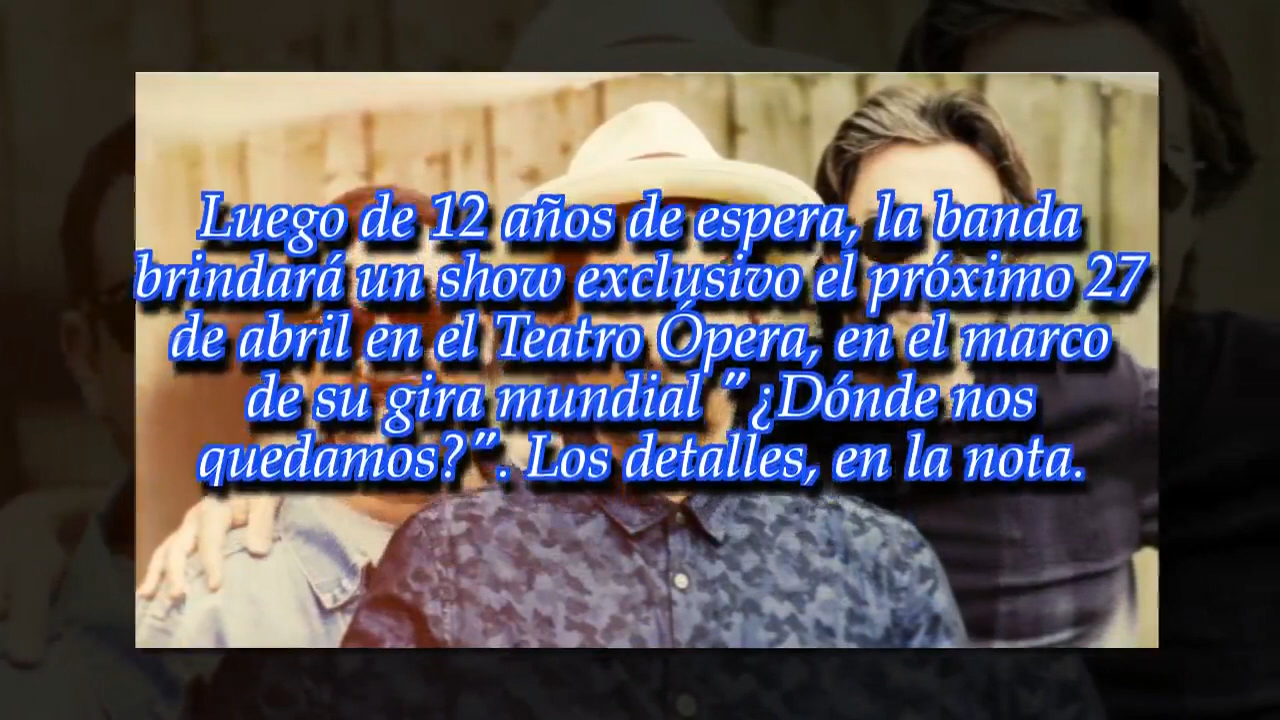 Luego de 12 años de espera, la banda
brindará un show exclusivo el próximo 27
de abril en el Teatro Ópera, en el marco
de su gira mundial "¿Dónde nos
quedamos?". Los detalles, en la nota.